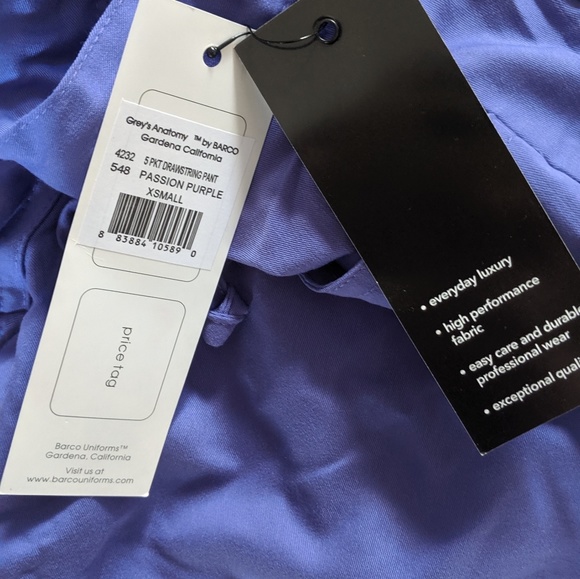 Grey's Anatomy ™ by BARCO
Gardena California
4232 5 PKT DRAWSTRING PANT
548 PASSION PURPLE
XSMALL
8 83884 10589 0
price tag
Barco Uniforms™
Gardena, California
Visit us at
www.barcouniforms.com
• everyday luxury
• high performance
fabric
• easy care and durable
professional wear
• exceptional